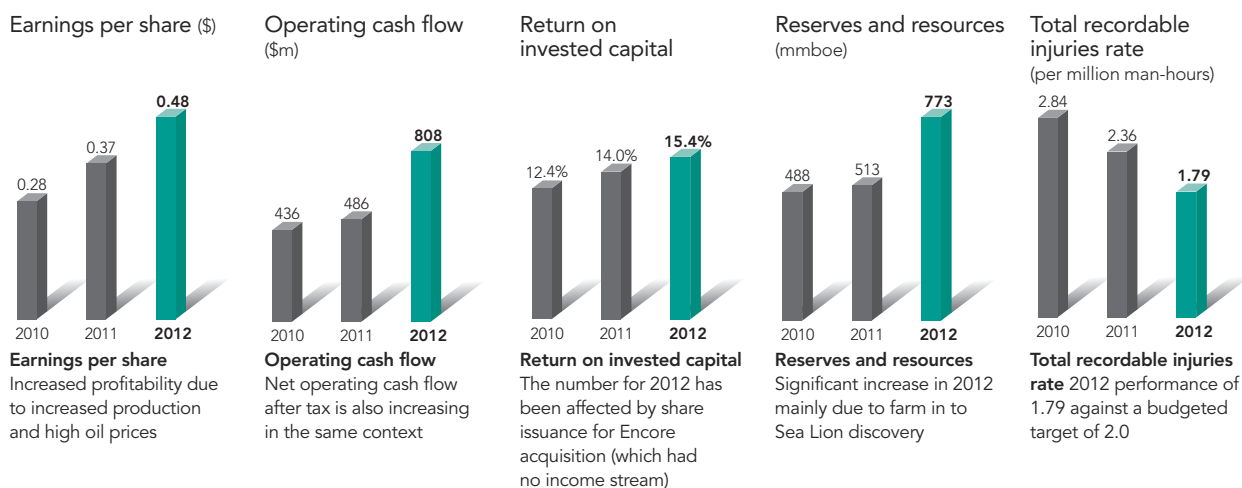 Earnings per share ($)
0.28
0.37
0.48
2010
2011
2012
Earnings per share
Increased profitability due
to increased production
and high oil prices
Operating cash flow
($m)
436
486
808
2010
2011
2012
Operating cash flow
Net operating cash flow
after tax is also increasing
in the same context
Return on
invested capital
12.4%
14.0%
15.4%
2010
2011
2012
Return on invested capital
The number for 2012 has
been affected by share
issuance for Encore
acquisition (which had
no income stream)
Reserves and resources
(mmboe)
488
513
773
2010
2011
2012
Reserves and resources
Significant increase in 2012
mainly due to farm in to
Sea Lion discovery
Total recordable
injuries rate
(per million man-hours)
2.84
2.36
1.79
2010
2011
2012
Total recordable injuries
rate 2012 performance of
1.79 against a budgeted
target of 2.0